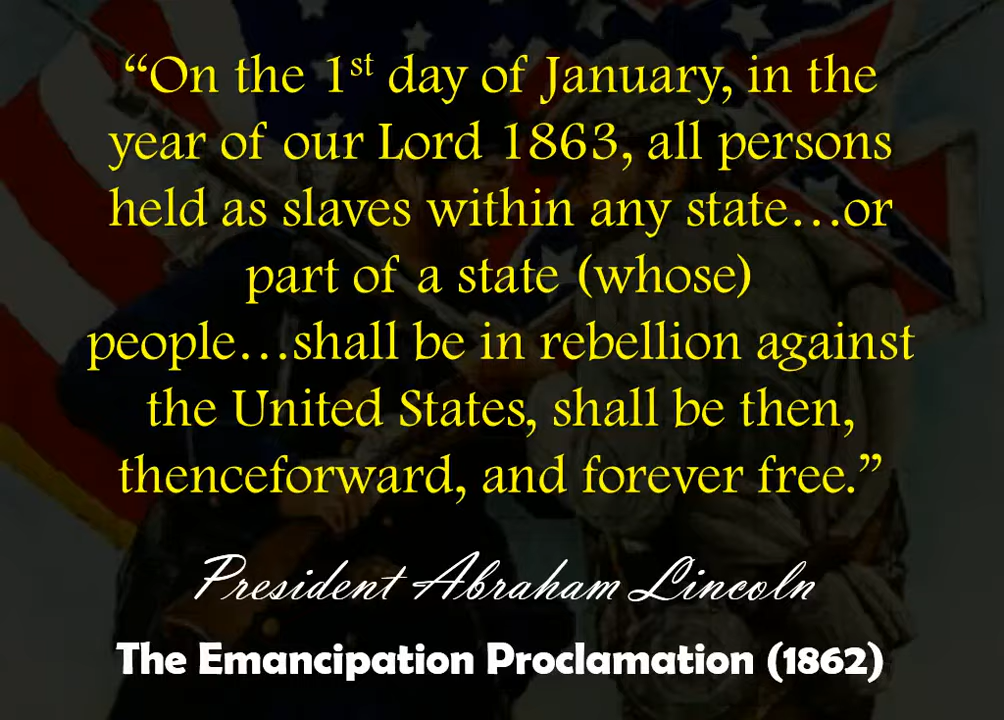 “On the 1st day of January, in the
year of our Lord 1863, all persons
held as slaves within any state…or
part of a state (whose)
people…shall be in rebellion against
the United States, shall be then,
thenceforward, and forever free.”
President Abraham Lincoln
The Emancipation Proclamation (1862)